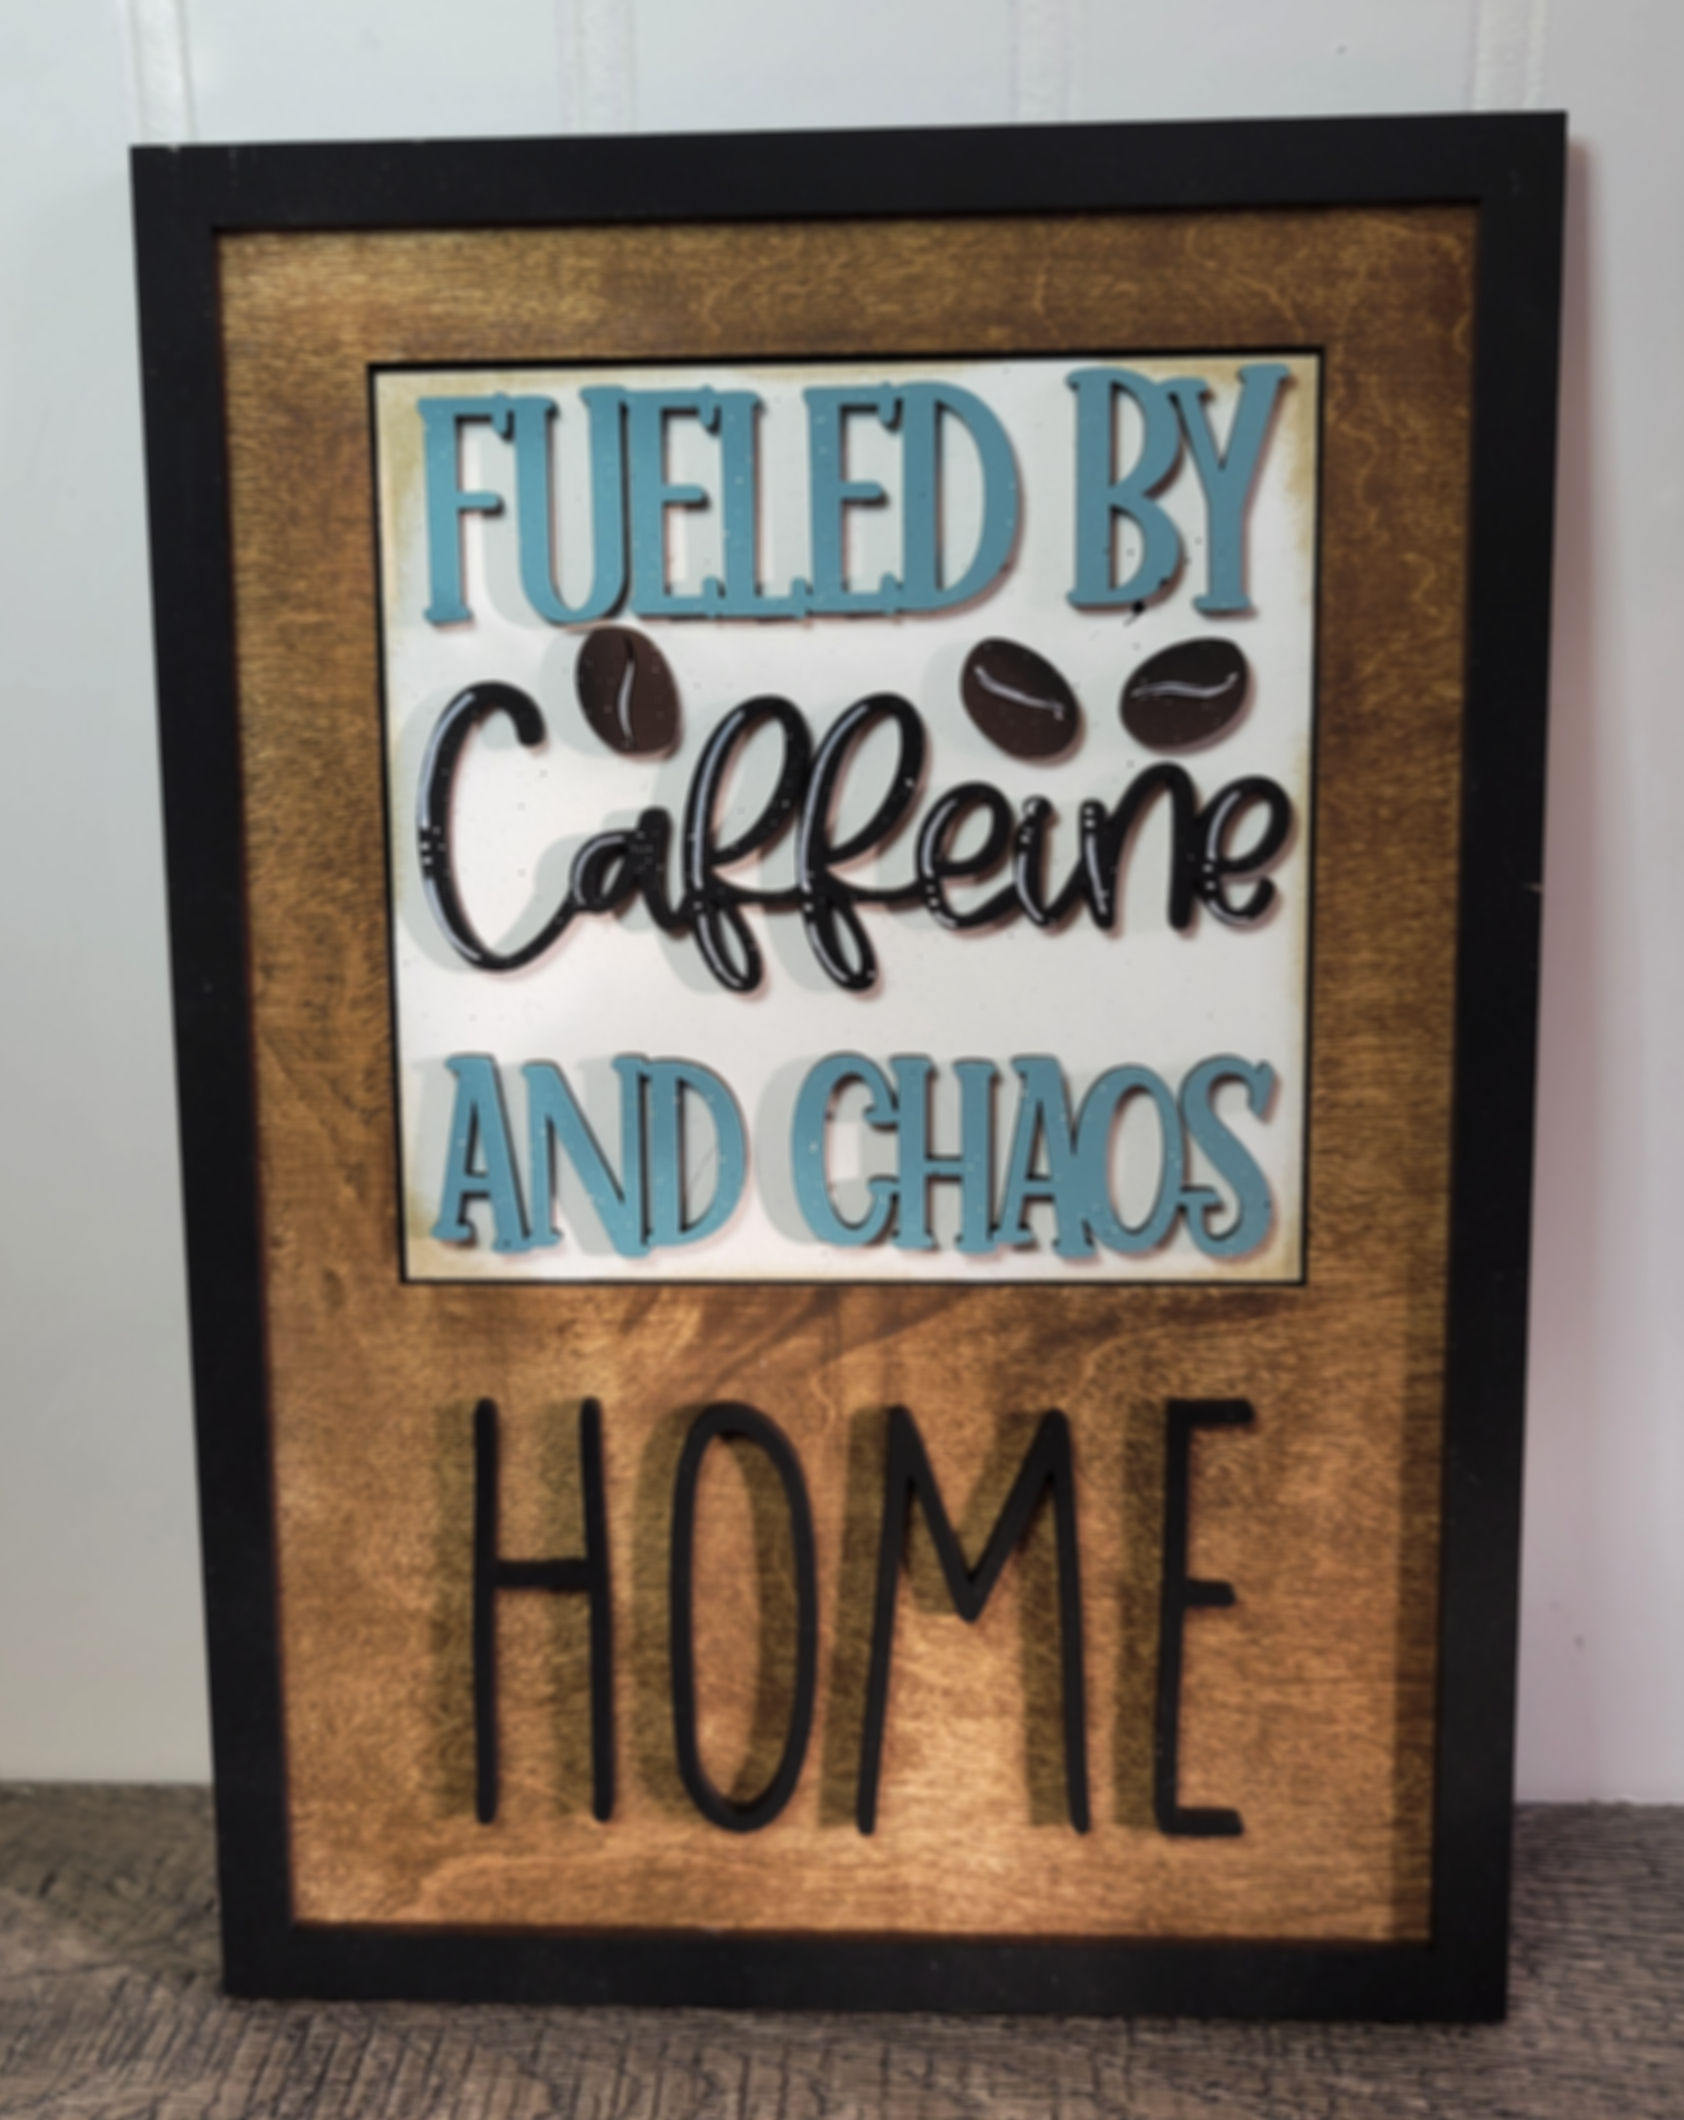 FUELED BY
Caffeine
AND CHAOS
HOME